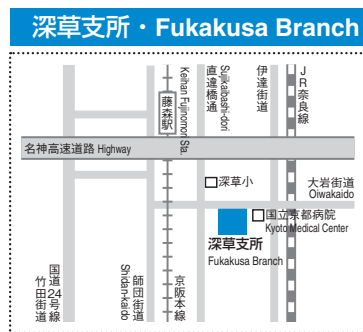 深草支所・Fukakusa Branch
藤森駅
Keihan Fujinomori Sta.
直違橋通
Sujikaibashi-dori
伊達街道
JR奈良線
名神高速道路 Highway
深草小
大岩街道
Oiwakaido
国立京都病院
Kyoto Medical Center
深草支所
Fukakusa Branch
国道24号線
竹田街道
師団街道
Shidan-kaido
京阪本線